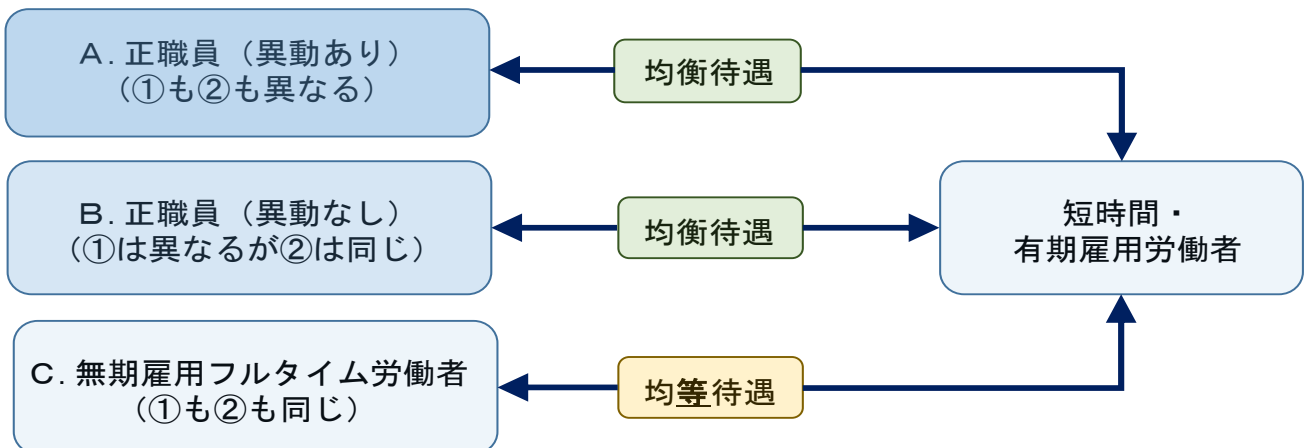 A. 正職員（異動あり）
（①も②も異なる）
均衡待遇
B. 正職員（異動なし）
（①は異なるが②は同じ）
均衡待遇
短時間・
有期雇用労働者
C. 無期雇用フルタイム労働者
（①も②も同じ）
均等待遇